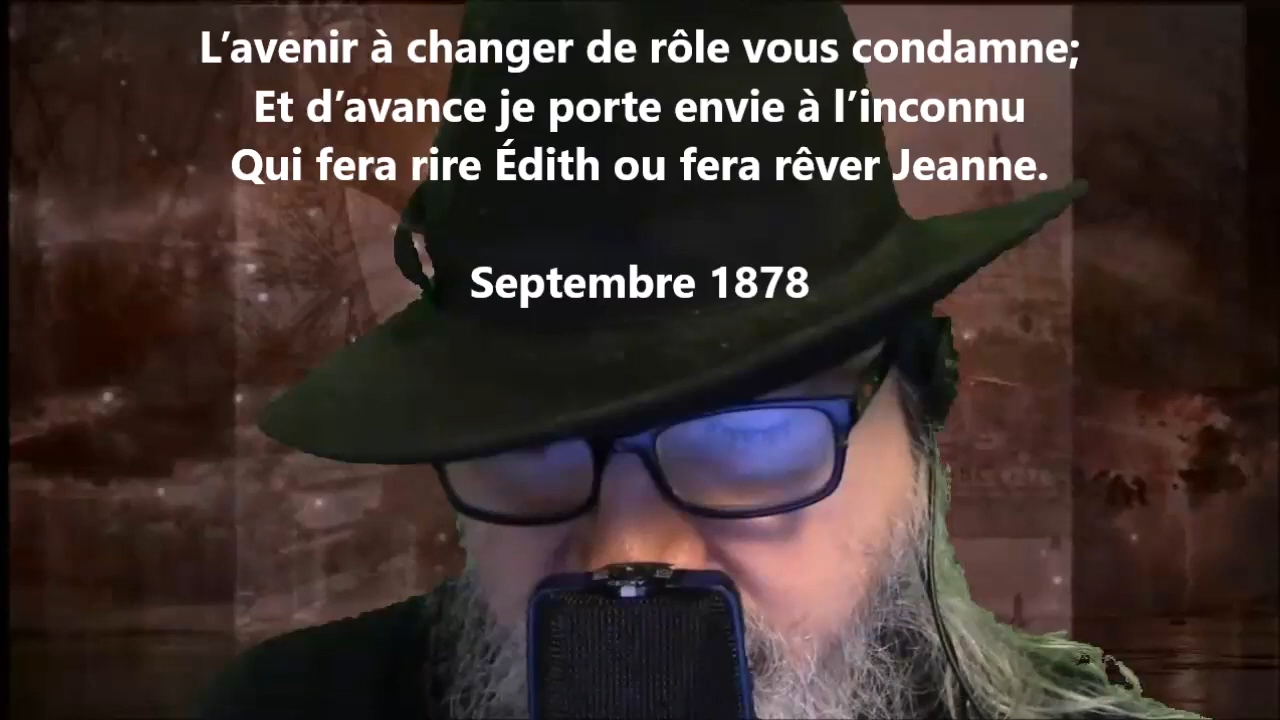 L’avenir à changer de rôle vous condamne;
Et d’avance je porte envie à l’inconnu
Qui fera rire Édith ou fera rêver Jeanne.
Septembre 1878